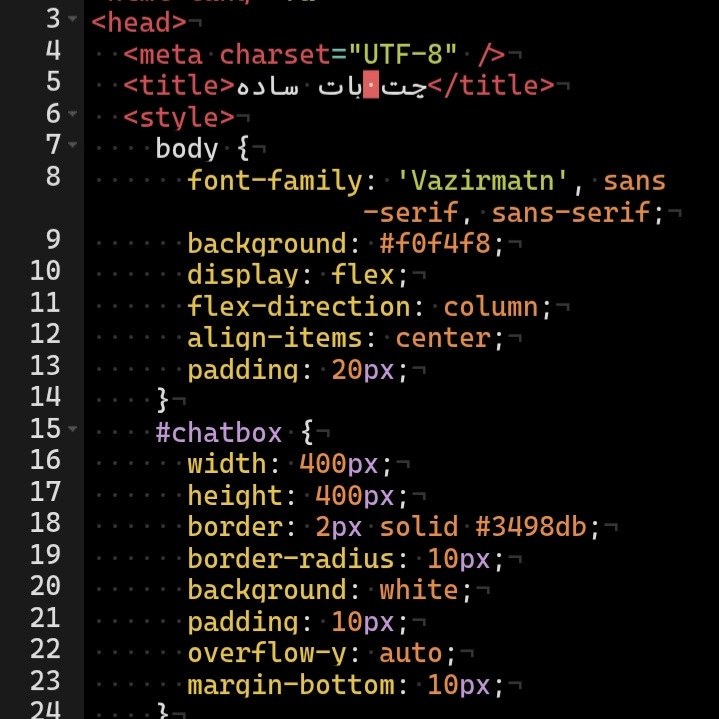 3 <head>
4 <meta charset="UTF-8" />
5 <title>چت بات ساده</title>
6 <style>
7 body {
8 font-family: 'Vazirmatn', sans
-serif, sans-serif;
9 background: #f0f4f8;
10 display: flex;
11 flex-direction: column;
12 align-items: center;
13 padding: 20px;
14 }
15 #chatbox {
16 width: 400px;
17 height: 400px;
18 border: 2px solid #3498db;
19 border-radius: 10px;
20 background: white;
21 padding: 10px;
22 overflow-y: auto;
23 margin-bottom: 10px;
24 }